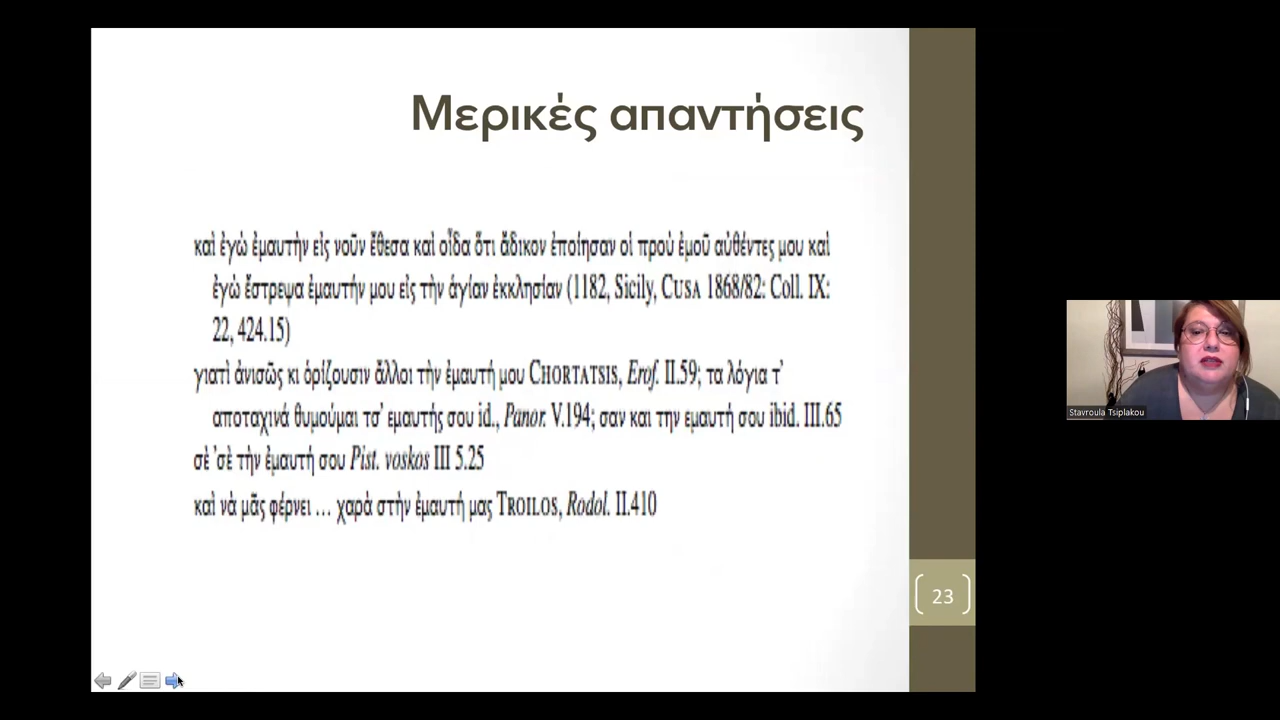 Μερικές απαντήσεις
καὶ ἐγὼ ἐμαυτὴν εἰς νοῦν ἔθεσα καὶ οἶδα ὅτι ἄδικον ἐποίησαν οἱ πρού ἐμοῦ αὐθέντες μου καὶ
ἐγὼ ἔστρεψα ἐμαυτήν μου εἰς τὴν ἁγίαν ἐκκλησίαν (1182, Sicily, CUSA 1868/82: Coll. IX:
22, 424.15)
γιατὶ ἀνισῶς κι ὁρίζουσιν ἄλλοι τὴν ἐμαυτή μου CHORTATSIS, Erof. II.59; τα λόγια τ'
αποταχινά θυμούμαι τσ' εμαυτής σου id., Panor. V.194; σαν και την εμαυτή σου ibid. III.65
σὲ 'σὲ τὴν ἐμαυτή σου Pist. voskos III 5.25
καὶ νὰ μᾶς φέρνει … χαρὰ στὴν ἐμαυτή μας TROILOS, Rodol. II.410
23
Stavroula Tsiplakou